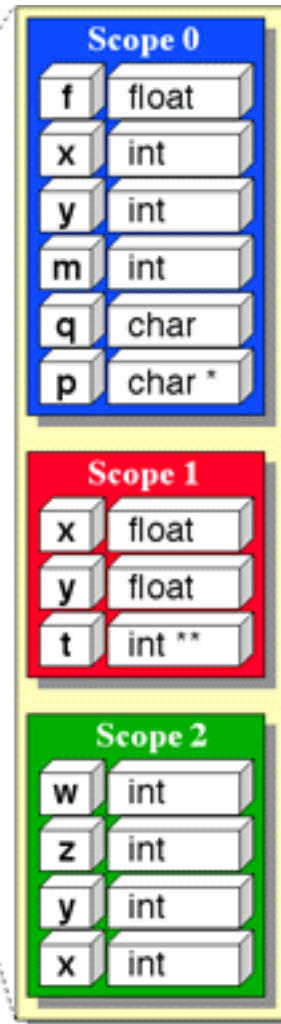 Scope 0
f float
x int
y int
m int
q char
p char *
Scope 1
x float
y float
t int **
Scope 2
w int
z int
y int
x int